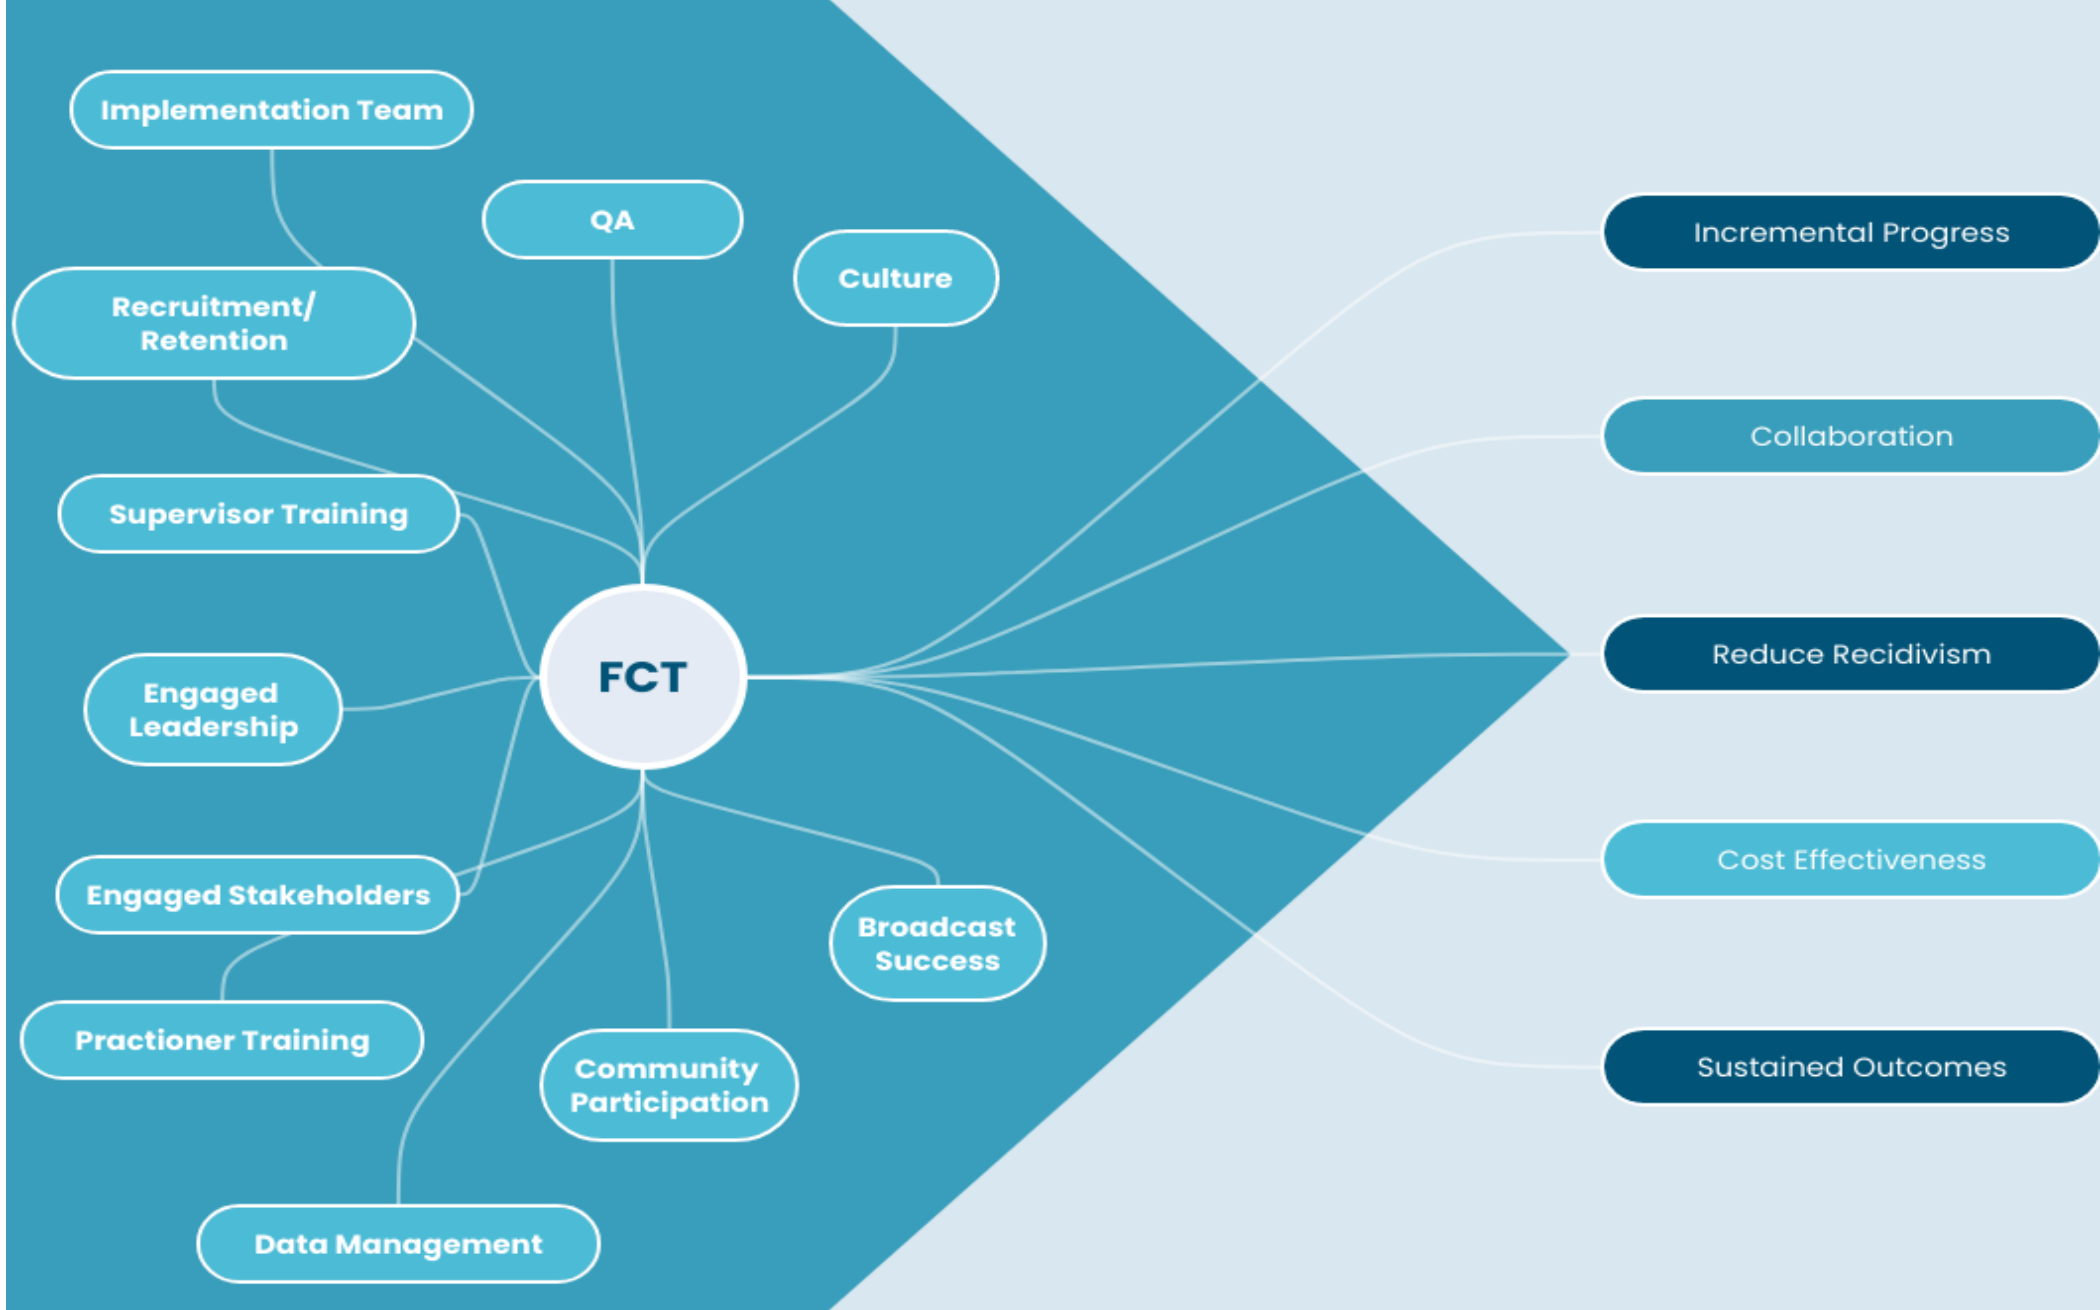 Implementation Team
QA
Culture
Recruitment/
Retention
Supervisor Training
FCT
Engaged
Leadership
Engaged Stakeholders
Broadcast
Success
Practioner Training
Community
Participation
Data Management
Incremental Progress
Collaboration
Reduce Recidivism
Cost Effectiveness
Sustained Outcomes